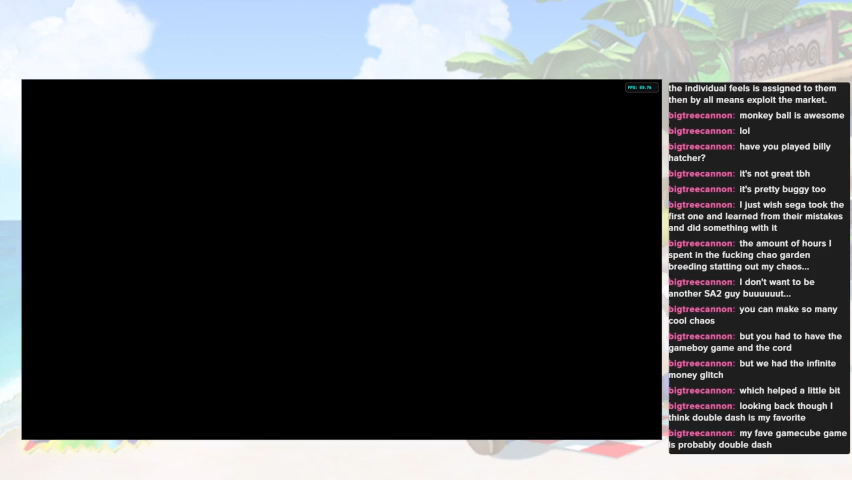 FPS: 59.76
the individual feels is assigned to them
then by all means exploit the market.
bigtreecannon: monkey ball is awesome
bigtreecannon: lol
bigtreecannon: have you played billy
hatcher?
bigtreecannon: it's not great tbh
bigtreecannon: it's pretty buggy too
bigtreecannon: I just wish sega took the
first one and learned from their mistakes
and did something with it
bigtreecannon: the amount of hours I
spent in the fucking chao garden
breeding statting out my chaos...
bigtreecannon: I don't want to be
another SA2 guy buuuuuut...
bigtreecannon: you can make so many
cool chaos
bigtreecannon: but you had to have the
gameboy game and the cord
bigtreecannon: but we had the infinite
money glitch
bigtreecannon: which helped a little bit
bigtreecannon: looking back though I
think double dash is my favorite
bigtreecannon: my fave gamecube game
is probably double dash